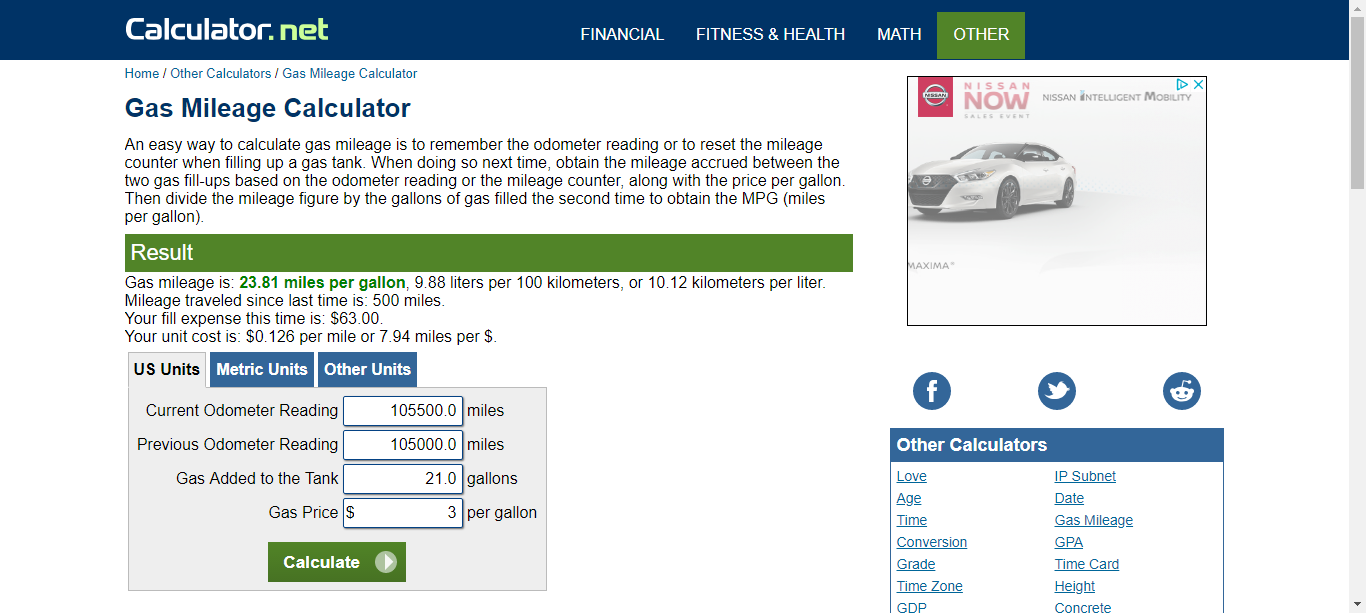 Calculator.net
FINANCIAL FITNESS & HEALTH MATH OTHER
Home / Other Calculators / Gas Mileage Calculator
Gas Mileage Calculator
An easy way to calculate gas mileage is to remember the odometer reading or to reset the mileage
counter when filling up a gas tank. When doing so next time, obtain the mileage accrued between the
two gas fill-ups based on the odometer reading or the mileage counter, along with the price per gallon.
Then divide the mileage figure by the gallons of gas filled the second time to obtain the MPG (miles
per gallon).
Result
Gas mileage is: 23.81 miles per gallon, 9.88 liters per 100 kilometers, or 10.12 kilometers per liter.
Mileage traveled since last time is: 500 miles.
Your fill expense this time is: $63.00.
Your unit cost is: $0.126 per mile or 7.94 miles per $.
US Units Metric Units Other Units
Current Odometer Reading 105500.0 miles
Previous Odometer Reading 105000.0 miles
Gas Added to the Tank 21.0 gallons
Gas Price $ 3 per gallon
Calculate
NISSAN
NISSAN
NOW
SALES EVENT
NISSAN INTELLIGENT MOBILITY
MAXIMA®
Other Calculators
Love IP Subnet
Age Date
Time Gas Mileage
Conversion GPA
Grade Time Card
Time Zone Height
GDP Concrete